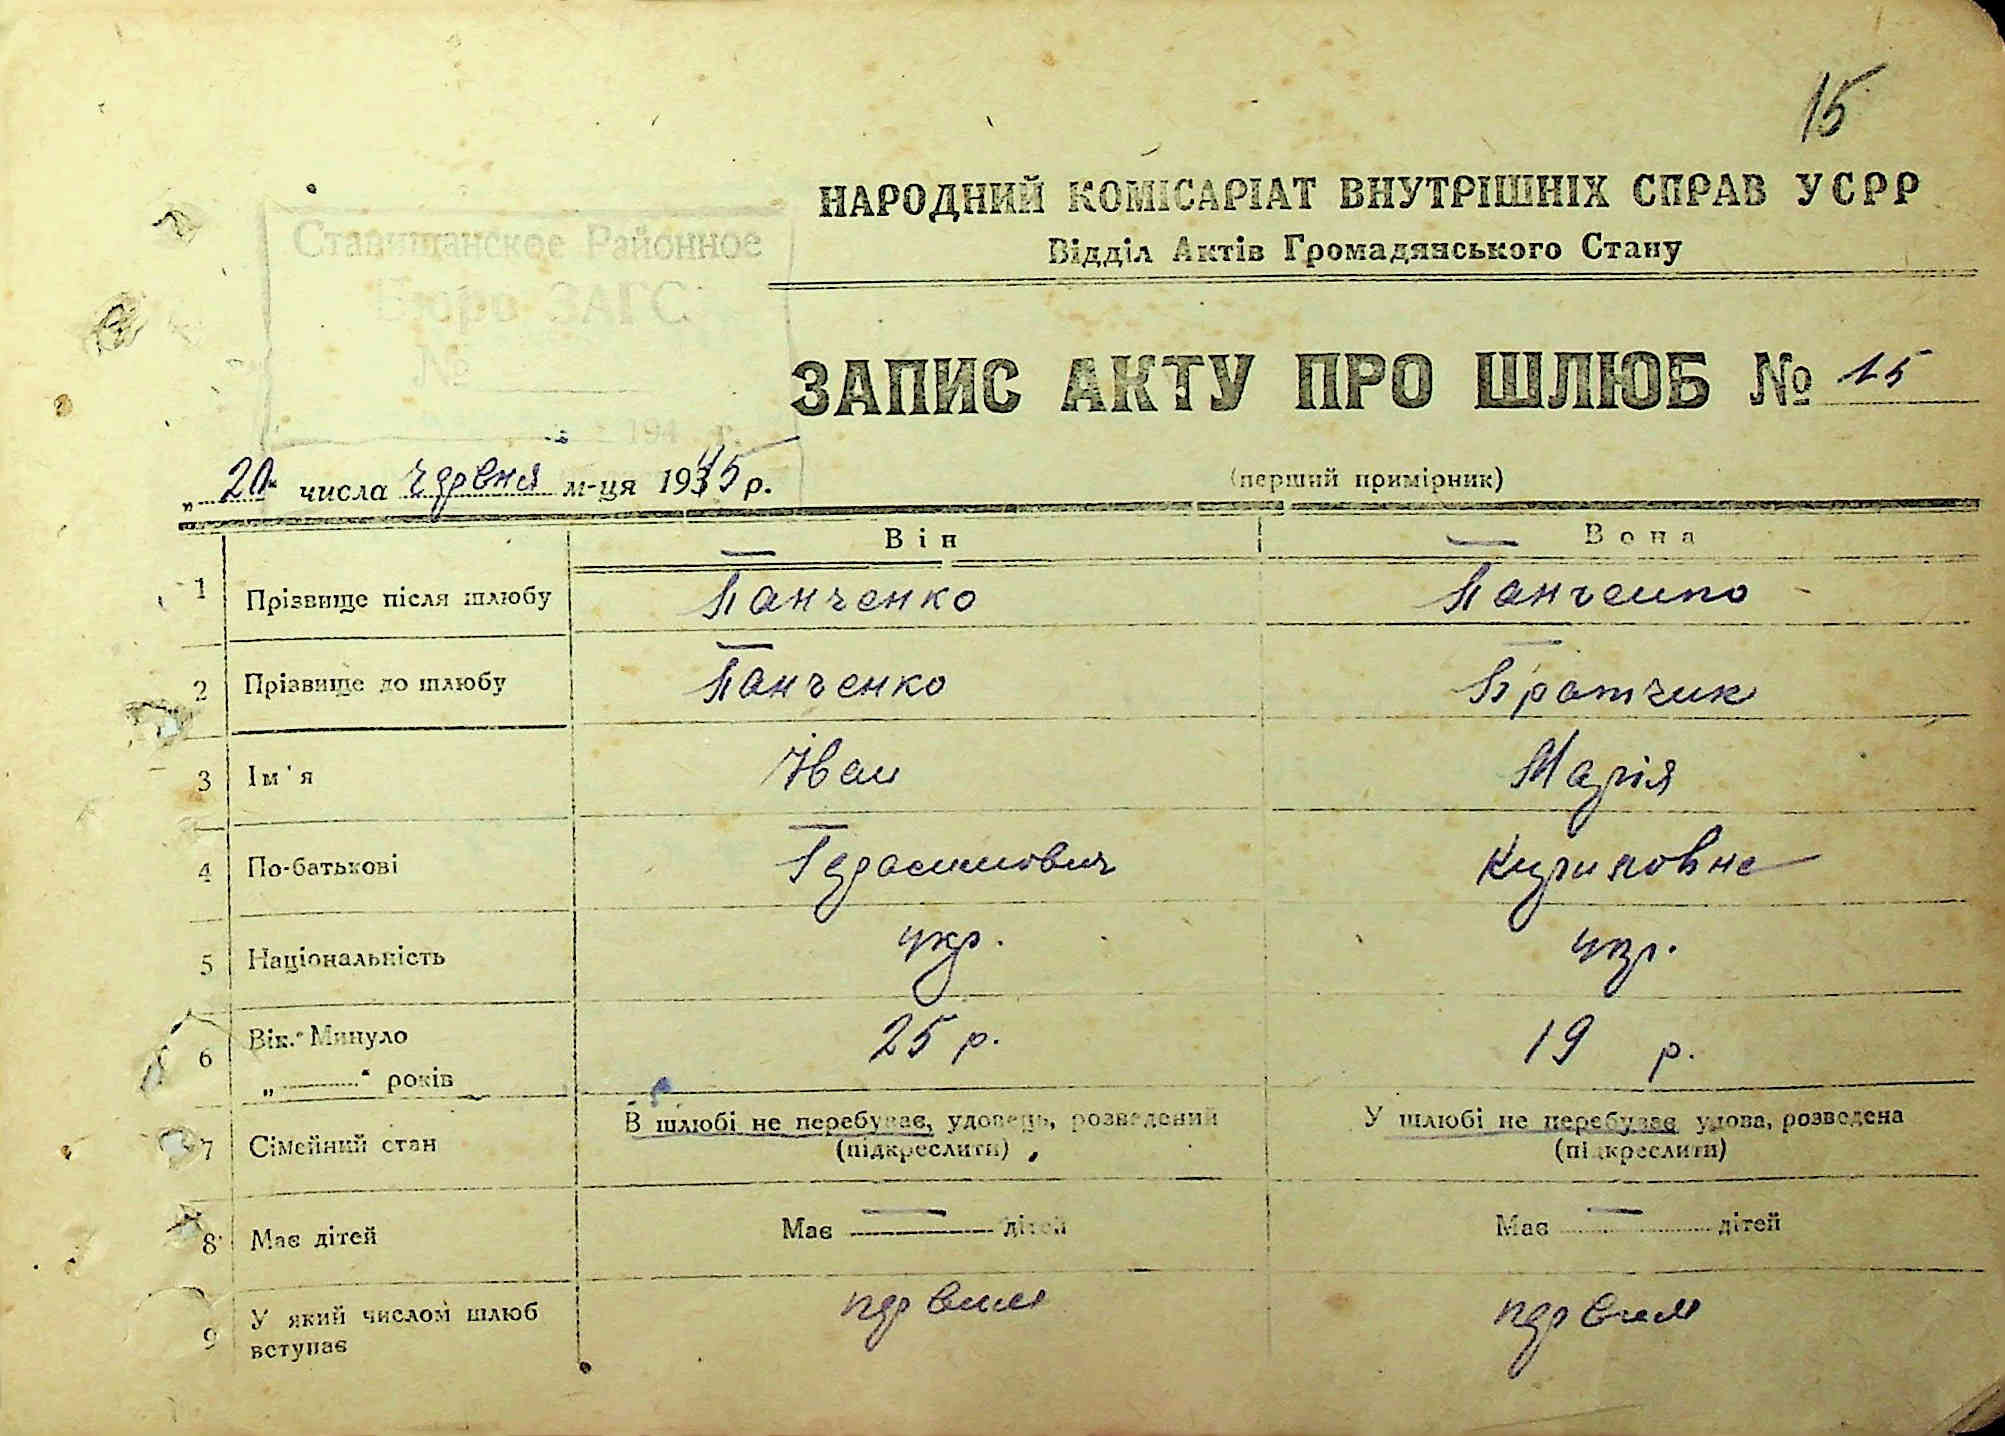 15
НАРОДНИЙ КОМІСАРІАТ ВНУТРІШНІХ СПРАВ УСРР
Відділ Актів Громадянського Стану
Ставищанское Районное
Бюро ЗАГС
№
194 г.
ЗАПИС АКТУ ПРО ШЛЮБ № 15
„20" числа червня м-ця 1945 р.
(перший примірник)
Він Вона
1 Прізвище після шлюбу Панченко Панченко
2 Прізвище до шлюбу Панченко Братчик
3 Ім'я Іван Марія
4 По-батькові Герасимович Кириловна
5 Національність укр. укр.
6 Вік. Минуло „ " років 25 р. 19 р.
7 Сімейний стан В шлюбі не перебуває, удовець, розведений (підкреслити) У шлюбі не перебуває удова, розведена (підкреслити)
8 Має дітей Має — дітей Має — дітей
9 У який числом шлюб вступає первим первим